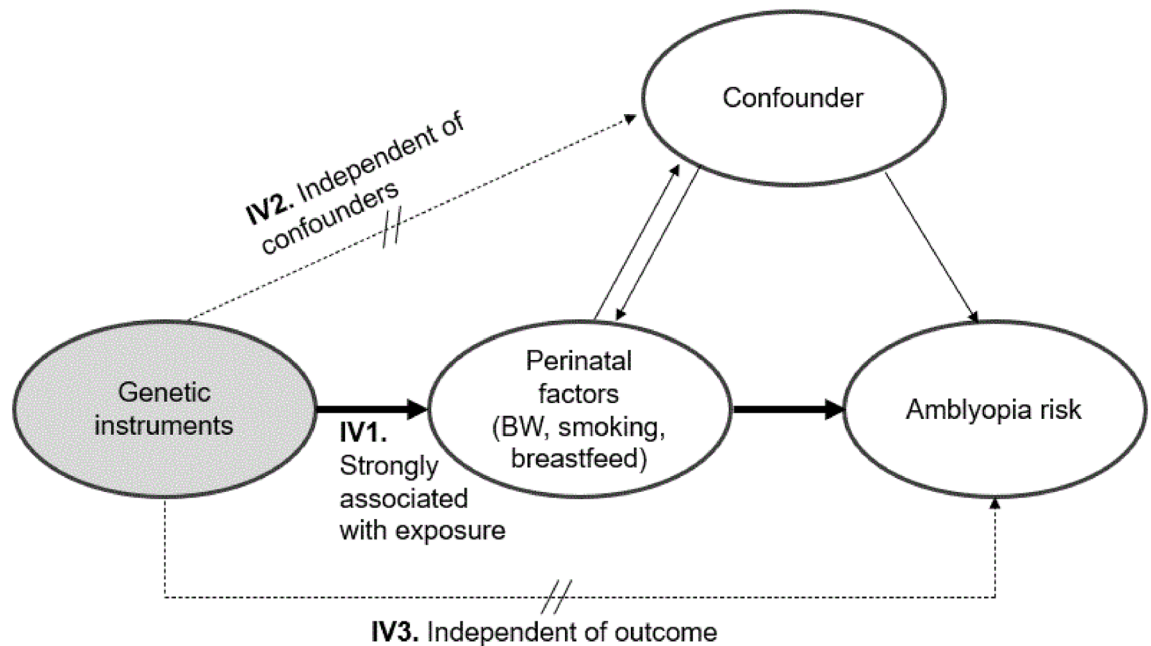 Confounder
IV2. Independent of
confounders
Genetic
instruments
IV1.
Strongly
associated
with exposure
Perinatal
factors
(BW, smoking,
breastfeed)
Amblyopia risk
IV3. Independent of outcome